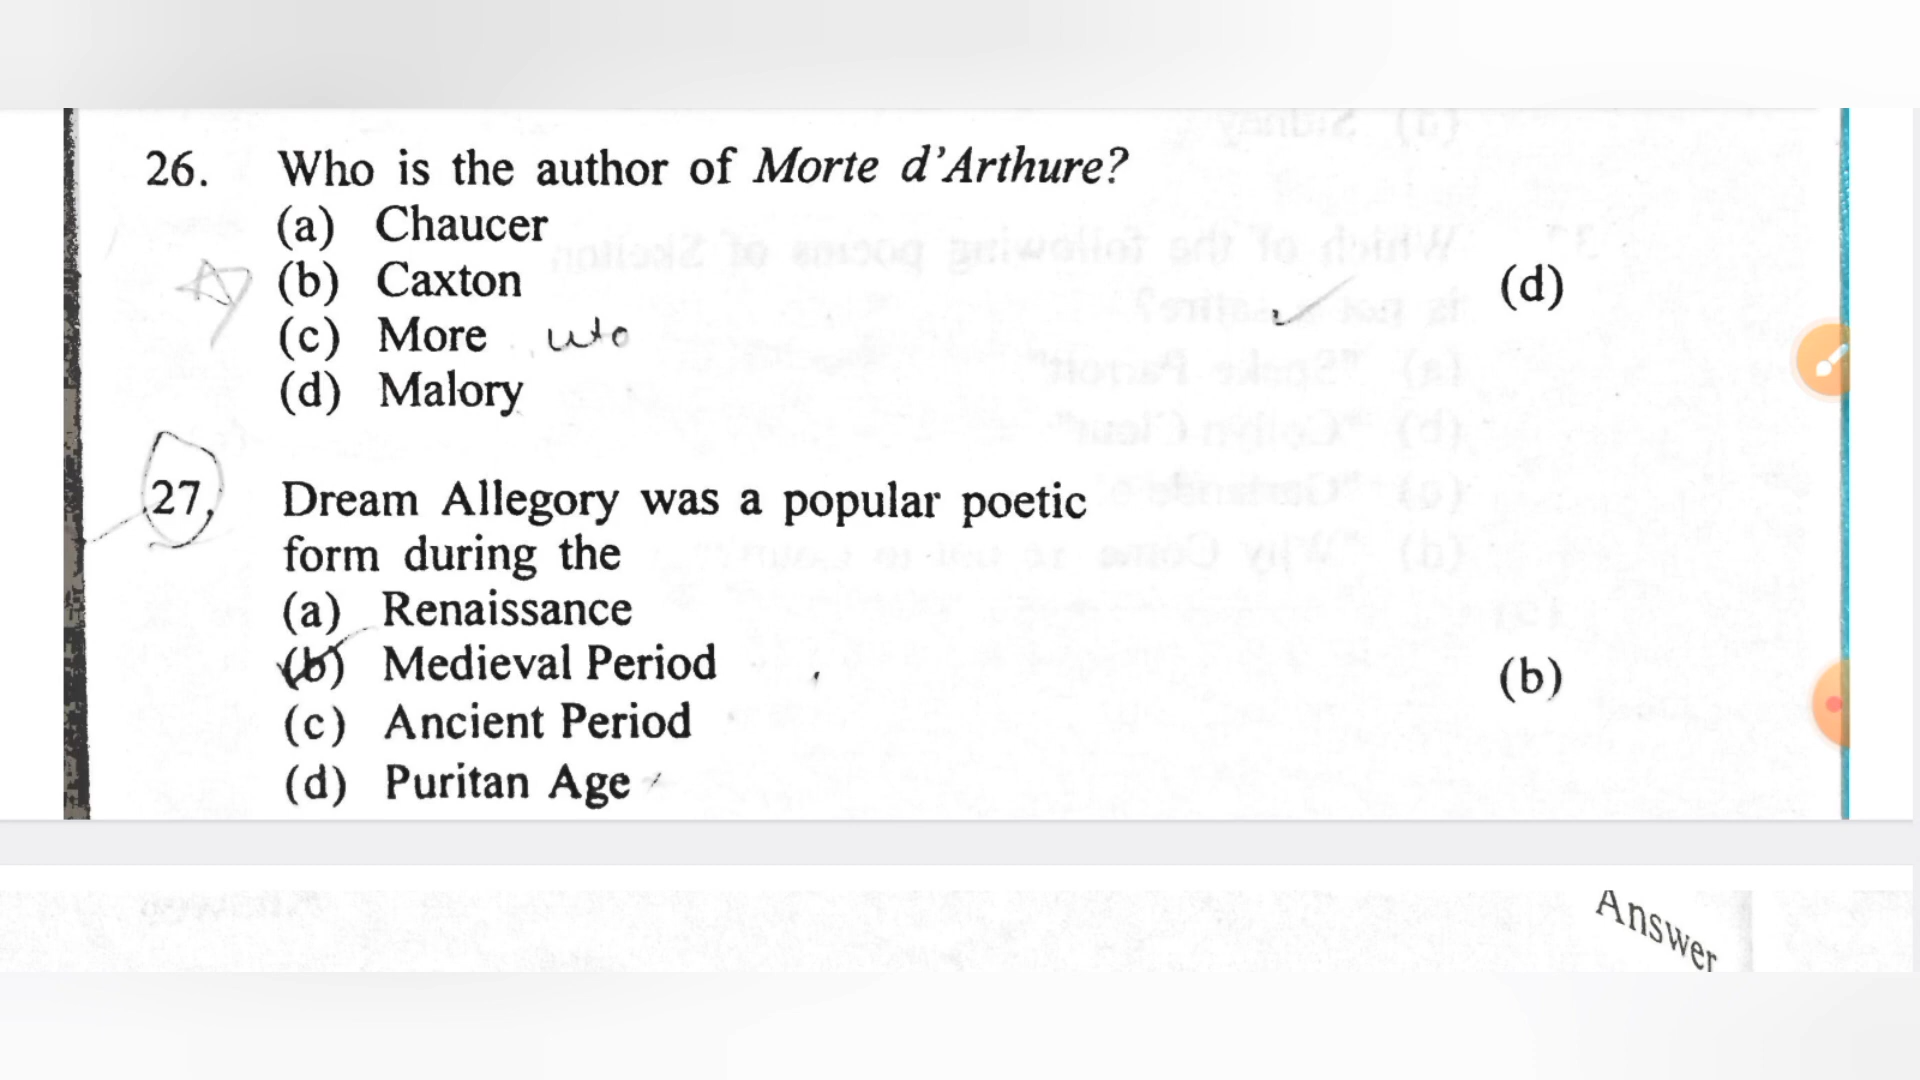 26. Who is the author of Morte d'Arthure?
(a) Chaucer
(b) Caxton
(d)
(c) More
(d) Malory
27. Dream Allegory was a popular poetic
form during the
(a) Renaissance
(b) Medieval Period
(b)
(c) Ancient Period
(d) Puritan Age
Answer